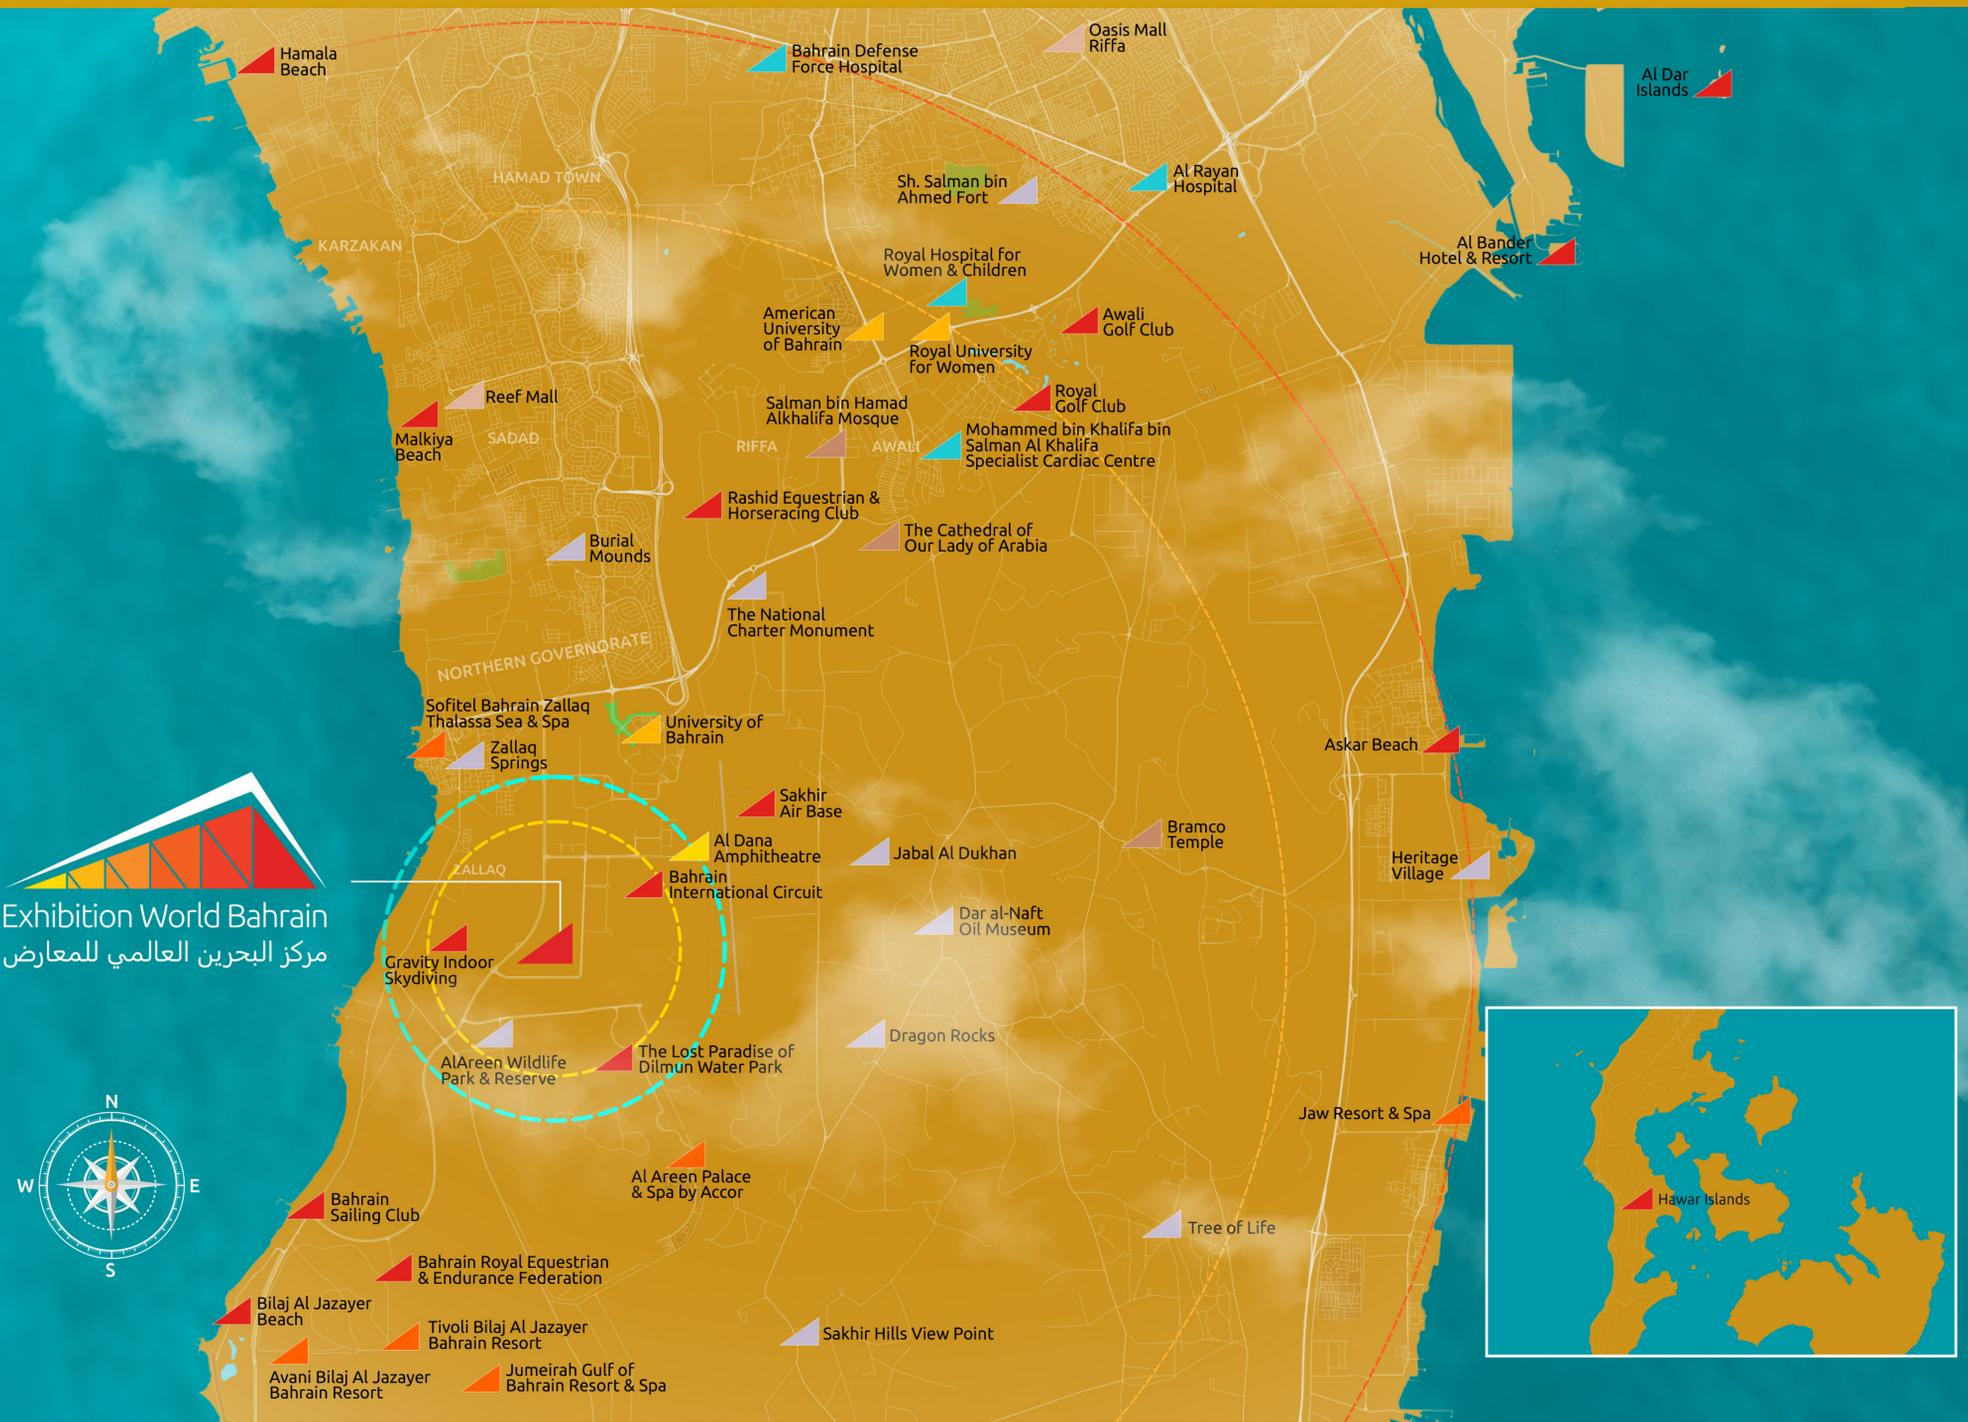 Hamala
Beach
Bahrain Defense
Force Hospital
Oasis Mall
Riffa
Al Dar
Islands
HAMAD TOWN
Sh. Salman bin
Ahmed Fort
Al Rayan
Hospital
KARZAKAN
Royal Hospital for
Women & Children
Al Bander
Hotel & Resort
American
University
of Bahrain
Royal University
for Women
Awali
Golf Club
Reef Mall
Malkiya
Beach
SADAD
Salman bin Hamad
Alkhalifa Mosque
Royal
Golf Club
RIFFA
AWALI
Mohammed bin Khalifa bin
Salman Al Khalifa
Specialist Cardiac Centre
Rashid Equestrian &
Horseracing Club
Burial
Mounds
The Cathedral of
Our Lady of Arabia
The National
Charter Monument
NORTHERN GOVERNORATE
Sofitel Bahrain Zallaq
Thalassa Sea & Spa
Zallaq
Springs
University of
Bahrain
Askar Beach
Sakhir
Air Base
Al Dana
Amphitheatre
Jabal Al Dukhan
Bramco
Temple
Heritage
Village
ZALLAQ
Bahrain
International Circuit
Exhibition World Bahrain
مركز البحرين العالمي للمعارض
Gravity Indoor
Skydiving
Dar al-Naft
Oil Museum
AlAreen Wildlife
Park & Reserve
The Lost Paradise of
Dilmun Water Park
Dragon Rocks
Jaw Resort & Spa
N
W
E
S
Al Areen Palace
& Spa by Accor
Bahrain
Sailing Club
Tree of Life
Hawar Islands
Bahrain Royal Equestrian
& Endurance Federation
Bilaj Al Jazayer
Beach
Tivoli Bilaj Al Jazayer
Bahrain Resort
Sakhir Hills View Point
Avani Bilaj Al Jazayer
Bahrain Resort
Jumeirah Gulf of
Bahrain Resort & Spa